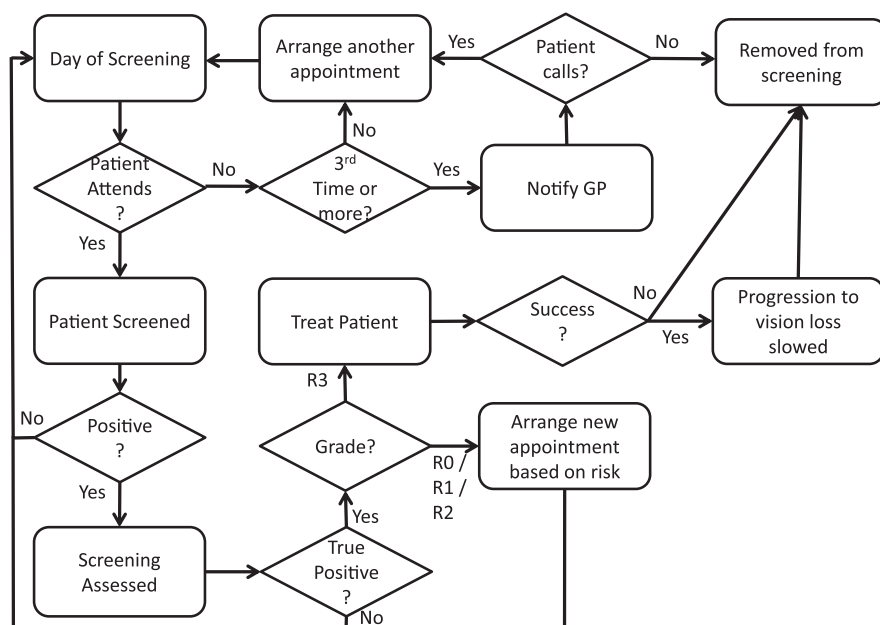 Day of Screening
Arrange another
appointment
Yes
Patient
calls?
No
Removed from
screening
No
Patient
Attends
?
No
3rd
Time or
more?
Yes
Notify GP
Yes
Patient Screened
Treat Patient
Success
?
No
Yes
Progression to
vision loss
slowed
R3
No
Positive
?
Grade?
R0 /
R1 /
R2
Arrange new
appointment
based on risk
Yes
Yes
Screening
Assessed
True
Positive
?
No